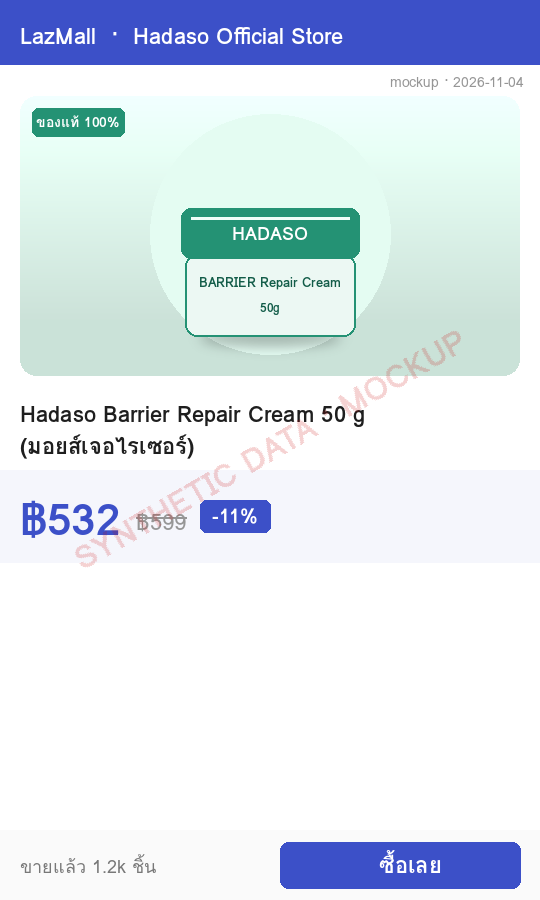 LazMall · Hadaso Official Store
mockup · 2026-11-04
ของแท้ 100%
HADASO
BARRIER Repair Cream
50g
Hadaso Barrier Repair Cream 50 g
(มอยส์เจอไรเซอร์)
฿532 ฿599 -11%
SYNTHETIC DATA · MOCKUP
ขายแล้ว 1.2k ชิ้น
ซื้อเลย